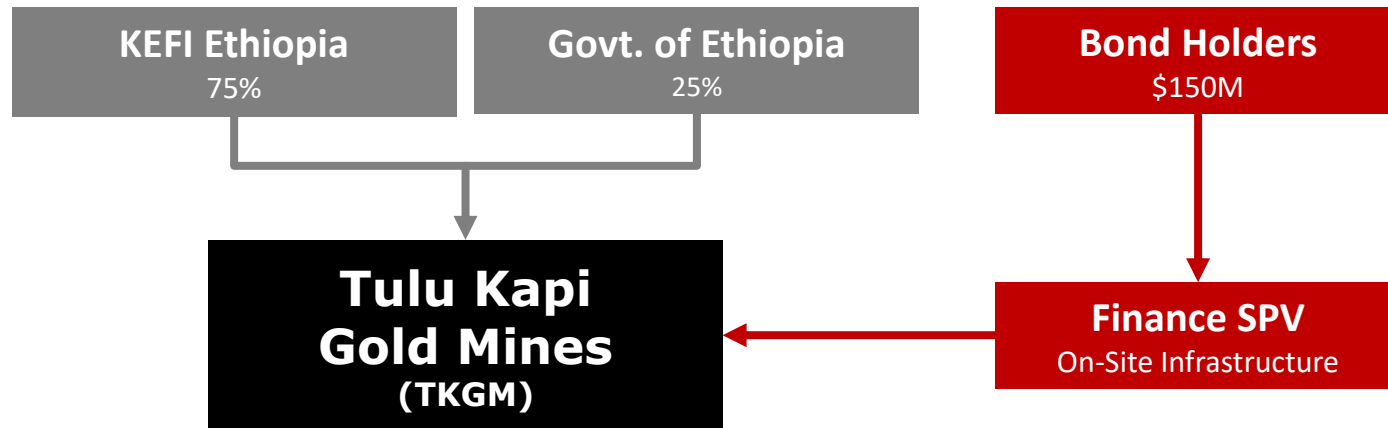 KEFI Ethiopia
75%
Govt. of Ethiopia
25%
Bond Holders
$150M
Tulu Kapi
Gold Mines
(TKGM)
Finance SPV
On-Site Infrastructure